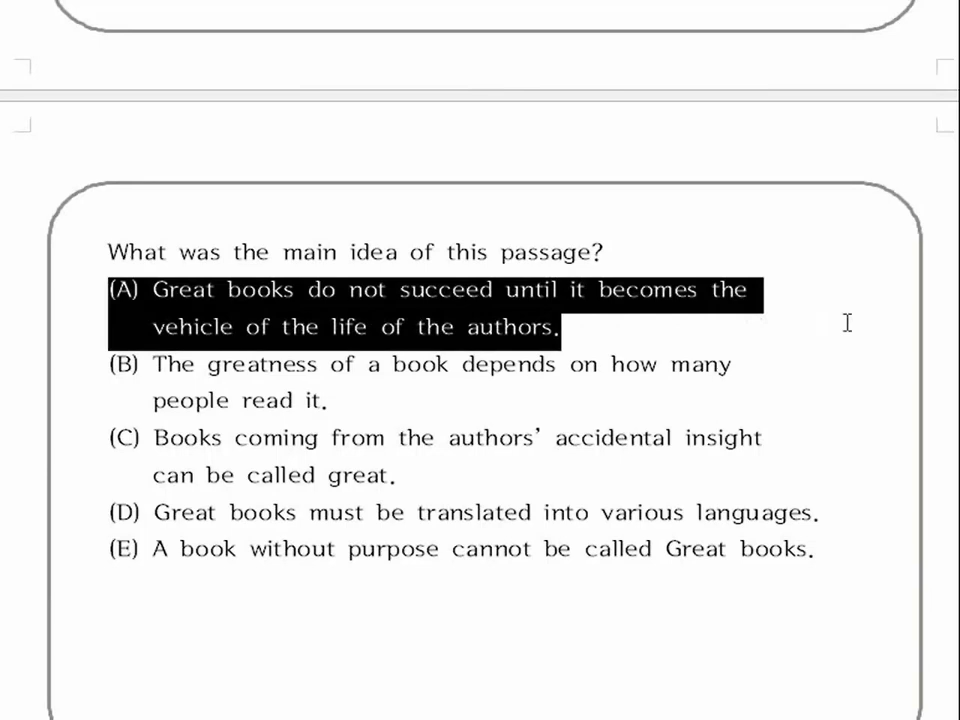 What was the main idea of this passage?
(A) Great books do not succeed until it becomes the
vehicle of the life of the authors.
(B) The greatness of a book depends on how many
people read it.
(C) Books coming from the authors’ accidental insight
can be called great.
(D) Great books must be translated into various languages.
(E) A book without purpose cannot be called Great books.